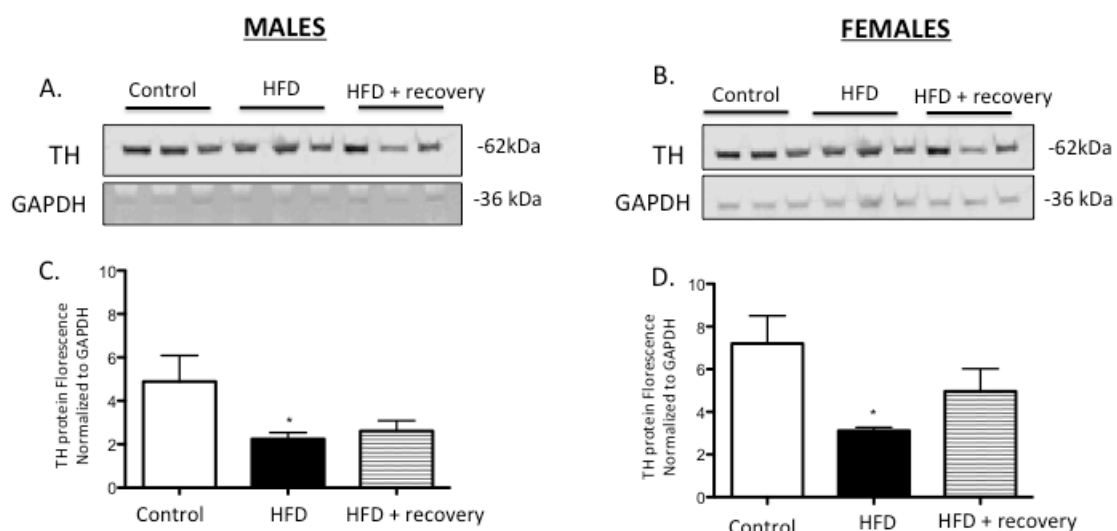 MALES
A.
Control HFD HFD + recovery
TH -62kDa
GAPDH -36 kDa
C.
TH protein Florescence
Normalized to GAPDH
10
8
6
4
2
0
*
Control HFD HFD + recovery
FEMALES
B.
Control HFD HFD + recovery
TH -62kDa
GAPDH -36 kDa
D.
TH protein Florescence
Normalized to GAPDH
10
8
6
4
2
0
*
Control HFD HFD + recovery